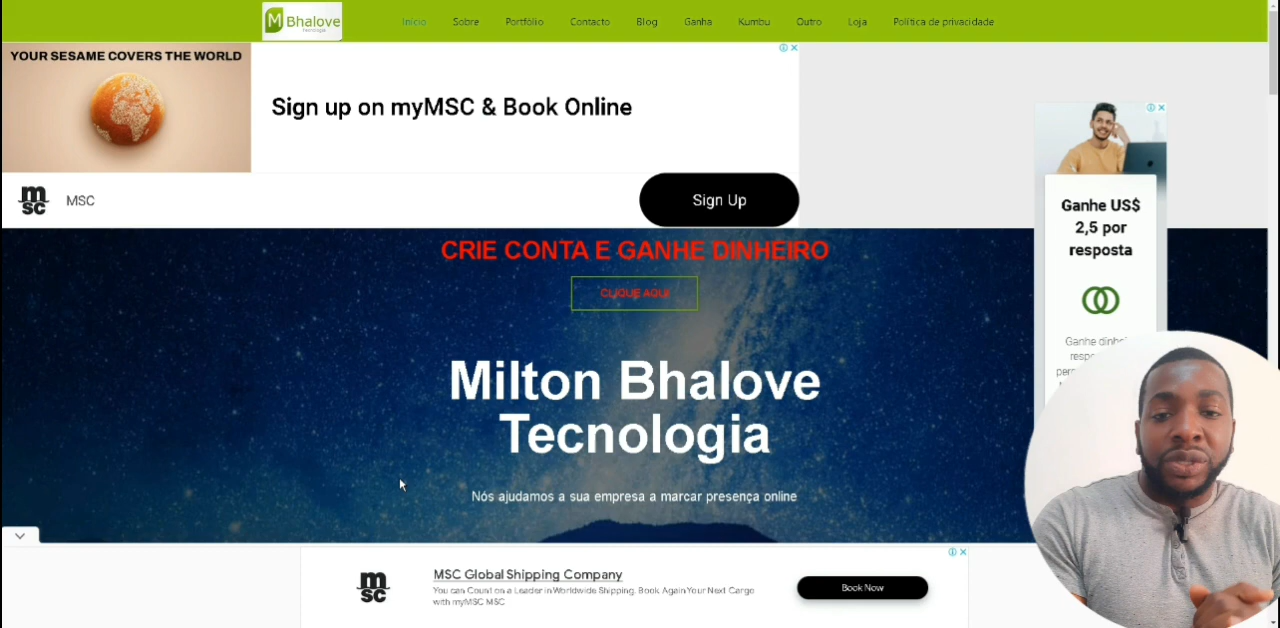 M Bhalove
Tecnologia
Início Sobre Portfólio Contacto Blog Ganha Kumbu Outro Loja Política de privacidade
YOUR SESAME COVERS THE WORLD
Sign up on myMSC & Book Online
msc
MSC
Sign Up
Ganhe US$
2,5 por
resposta
CRIE CONTA E GANHE DINHEIRO
CLIQUE AQUI
Milton Bhalove
Tecnologia
Nós ajudamos a sua empresa a marcar presença online
msc
MSC Global Shipping Company
You can Count on a Leader in Worldwide Shipping. Book Again Your Next Cargo
with myMSC MSC
Book Now